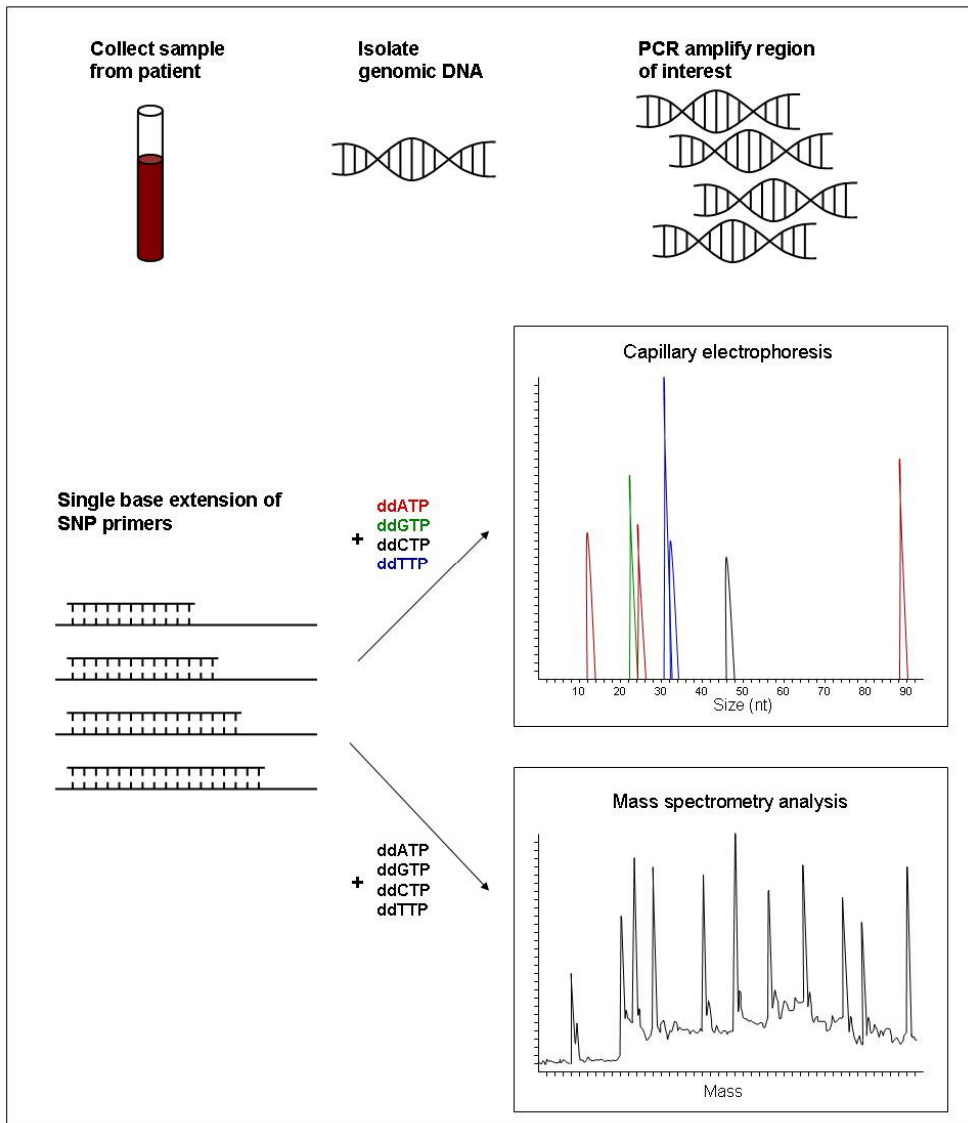 Collect sample
from patient
Isolate
genomic DNA
PCR amplify region
of interest
Single base extension of
SNP primers
+
ddATP
ddGTP
ddCTP
ddTTP
Capillary electrophoresis
10 20 30 40 50 60 70 80 90
Size (nt)
+
ddATP
ddGTP
ddCTP
ddTTP
Mass spectrometry analysis
Mass